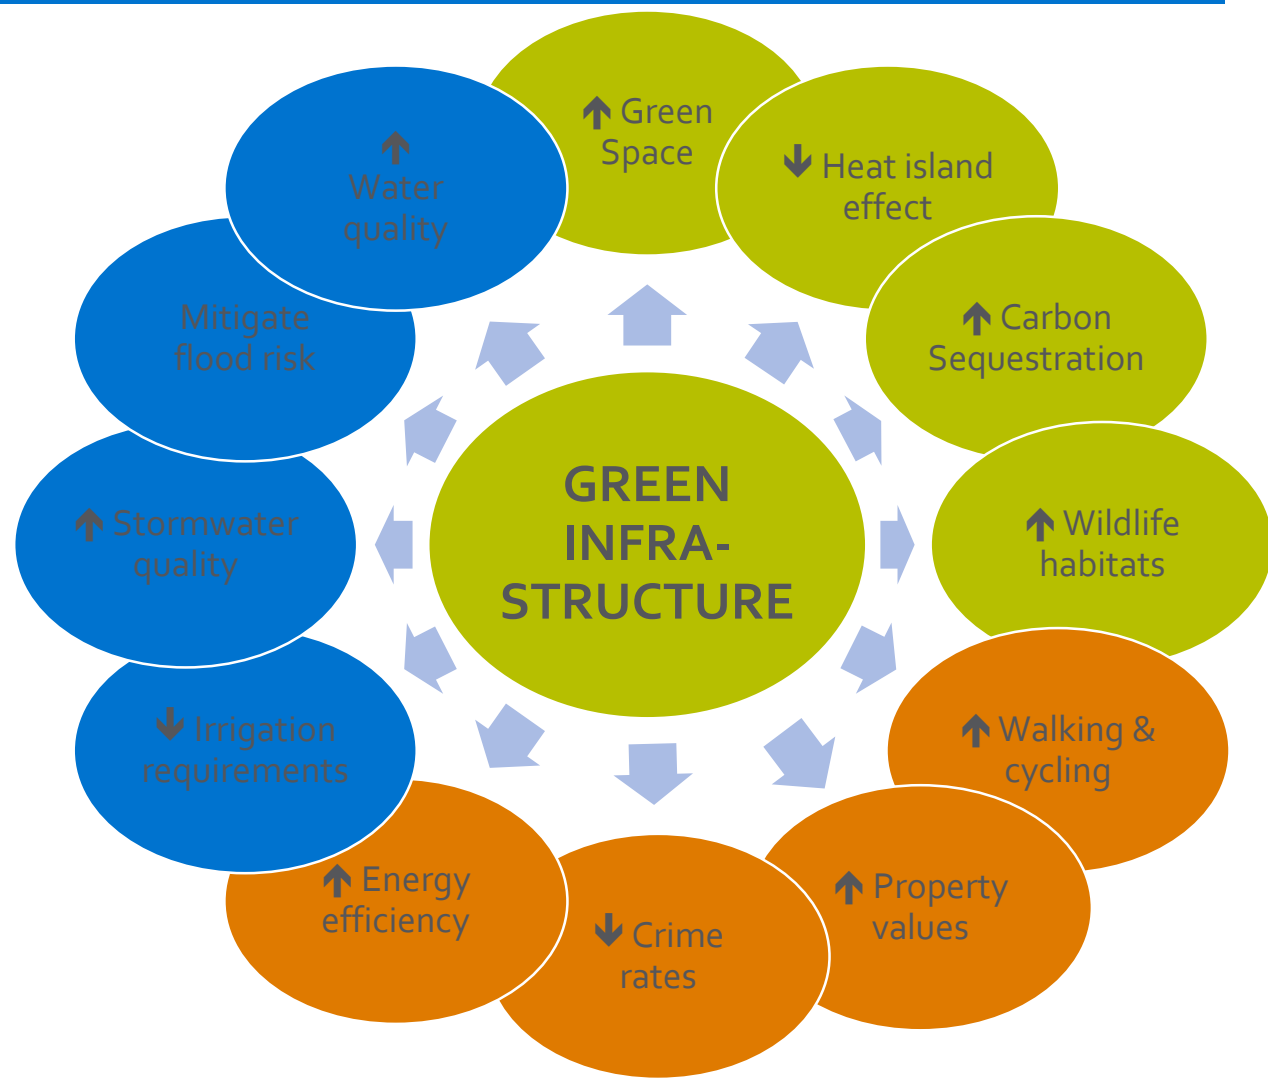 🡹 Green
Space
🡻 Heat island
effect
🡹 Carbon
Sequestration
🡹 Wildlife
habitats
🡹 Walking &
cycling
🡹 Property
values
🡻 Crime
rates
🡹 Energy
efficiency
🡻 Irrigation
requirements
🡹 Stormwater
quality
Mitigate
flood risk
🡹
Water
quality
GREEN
INFRA-
STRUCTURE